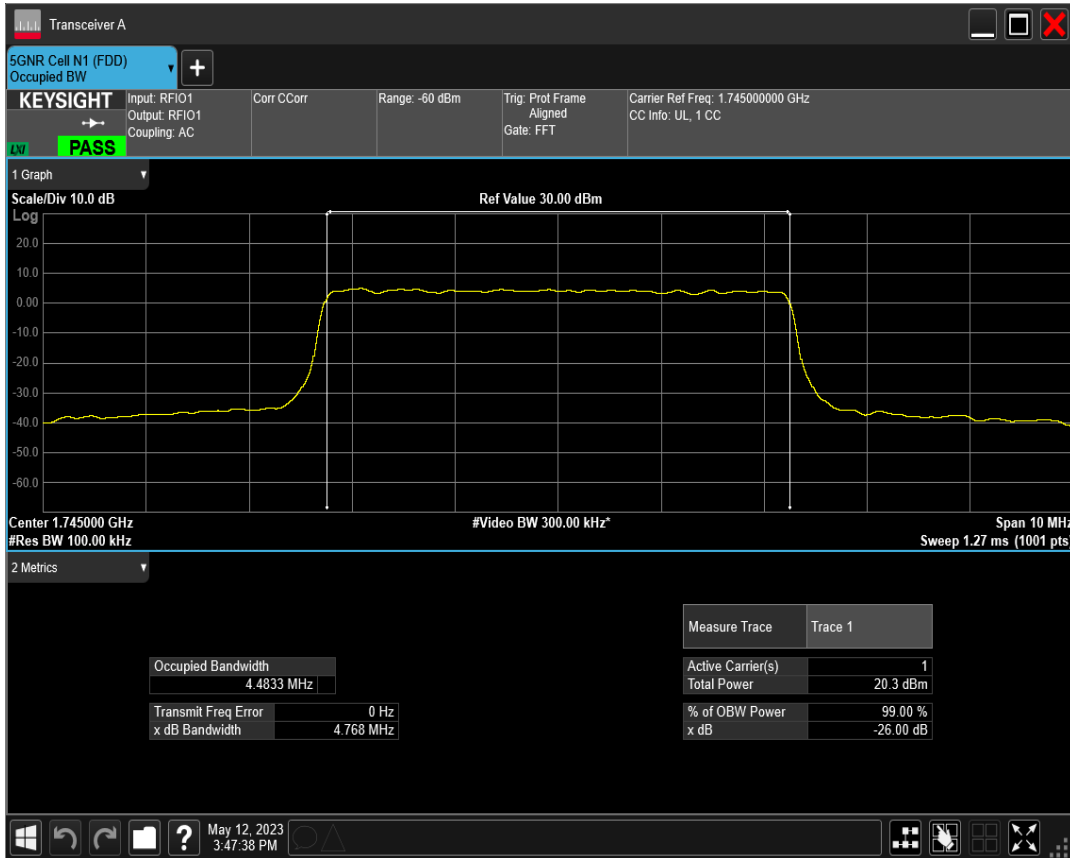 Transceiver A
5GNR Cell N1 (FDD)
Occupied BW
KEYSIGHT
LXI
PASS
Input: RFIO1
Output: RFIO1
Coupling: AC
Corr CCorr
Range: -60 dBm
Trig: Prot Frame
Aligned
Gate: FFT
Carrier Ref Freq: 1.745000000 GHz
CC Info: UL, 1 CC
1 Graph
Scale/Div 10.0 dB
Ref Value 30.00 dBm
Log
20.0
10.0
0.00
-10.0
-20.0
-30.0
-40.0
-50.0
-60.0
Center 1.745000 GHz
#Video BW 300.00 kHz*
Span 10 MHz
#Res BW 100.00 kHz
Sweep 1.27 ms (1001 pts)
2 Metrics
Measure Trace Trace 1
Occupied Bandwidth
4.4833 MHz
Active Carrier(s) 1
Total Power 20.3 dBm
Transmit Freq Error 0 Hz
x dB Bandwidth 4.768 MHz
% of OBW Power 99.00 %
x dB -26.00 dB
?
May 12, 2023
3:47:38 PM